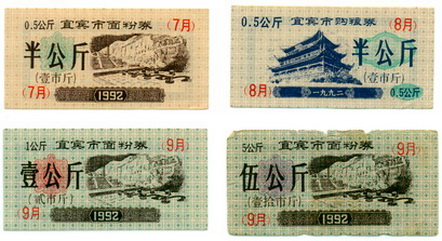 0.5公斤 宜宾市面粉券 (7月)
半公斤
(壹市斤)
(7月) 1992
0.5公斤 宜宾市购粮券 (8月)
半公斤
(壹市斤)
(8月) 一九九二 0.5公斤
1公斤 宜宾市面粉券 9月
壹公斤
(贰市斤)
9月 1992
5公斤 宜宾市面粉券 9月
伍公斤
(壹拾市斤)
9月 1992